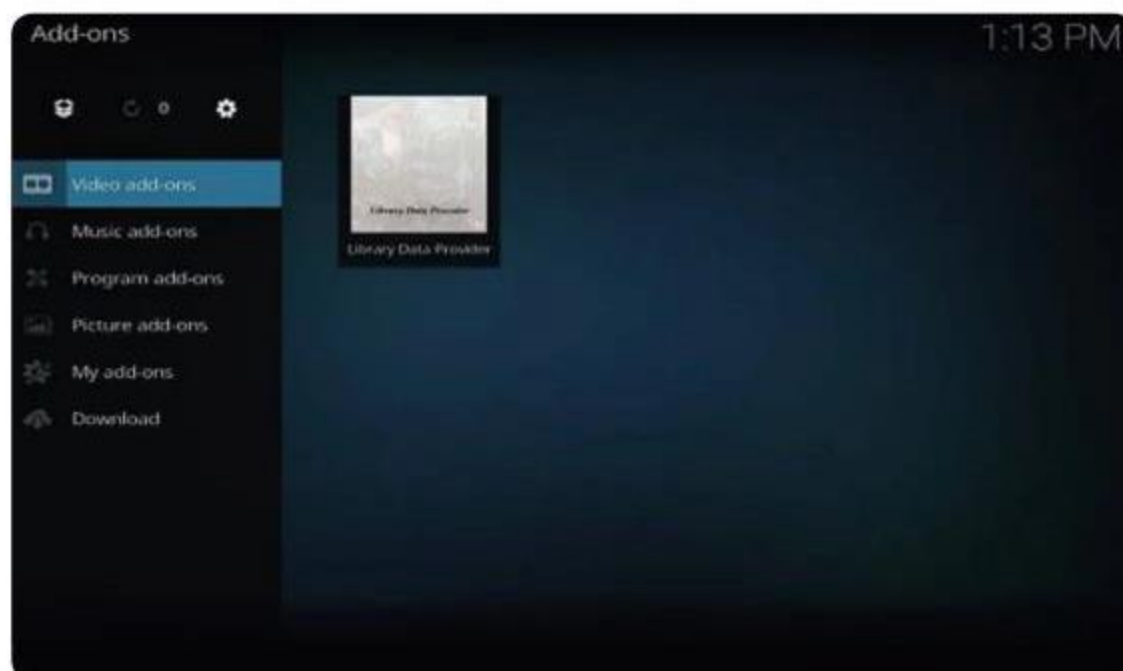 Add-ons
1:13 PM
0
Video add-ons
Music add-ons
Program add-ons
Picture add-ons
My add-ons
Download
Library Data Provider
Library Data Provider